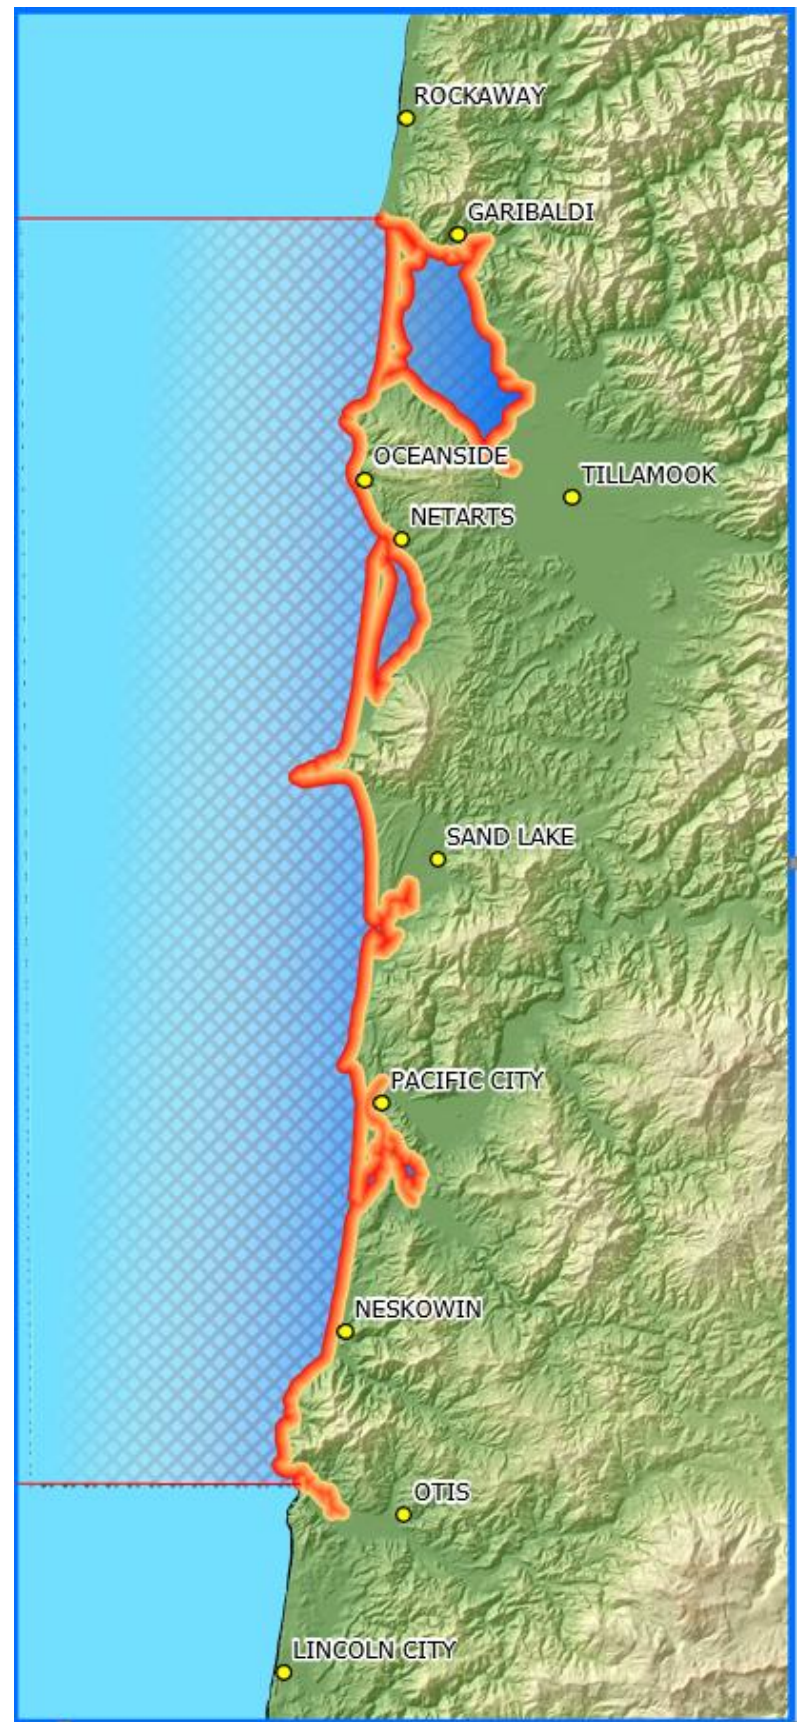 ROCKAWAY
GARIBALDI
OCEANSIDE
TILLAMOOK
NETARTS
SAND LAKE
PACIFIC CITY
NESKOWIN
OTIS
LINCOLN CITY